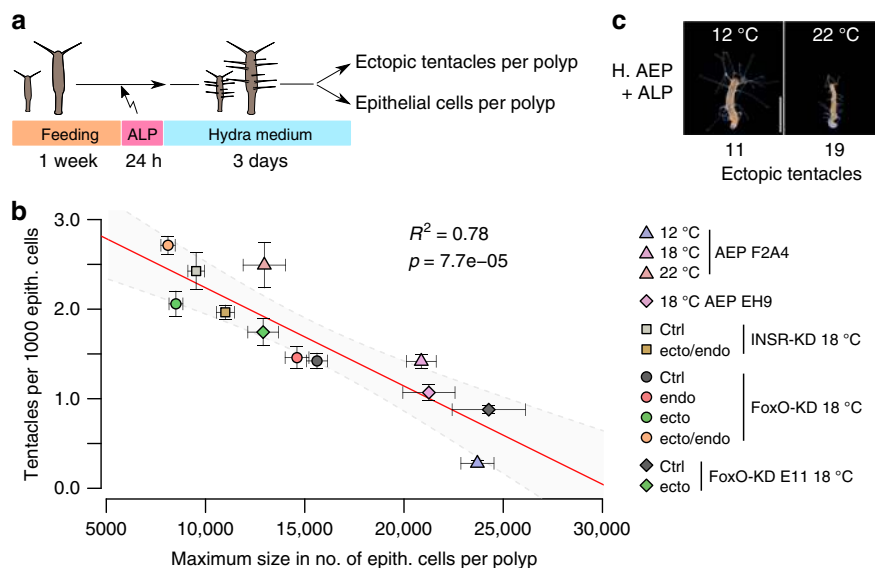 a
Ectopic tentacles per polyp
Epithelial cells per polyp
Feeding ALP Hydra medium
1 week 24 h 3 days
c
12 °C 22 °C
H. AEP
+ ALP
11 19
Ectopic tentacles
b
Tentacles per 1000 epith. cells
3.0
2.0
1.0
0.0
R² = 0.78
p = 7.7e−05
5000 10,000 15,000 20,000 25,000 30,000
Maximum size in no. of epith. cells per polyp
12 °C
18 °C AEP F2A4
22 °C
18 °C AEP EH9
Ctrl
ecto/endo INSR-KD 18 °C
Ctrl
endo
ecto FoxO-KD 18 °C
ecto/endo
Ctrl
ecto FoxO-KD E11 18 °C